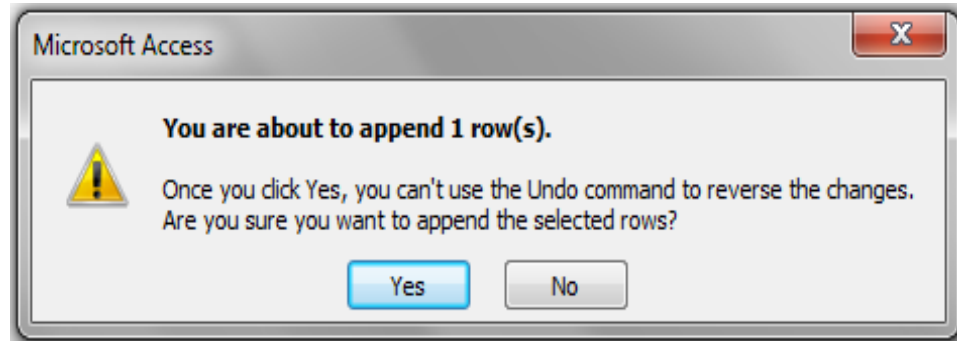 Microsoft Access
You are about to append 1 row(s).
Once you click Yes, you can't use the Undo command to reverse the changes.
Are you sure you want to append the selected rows?
Yes No